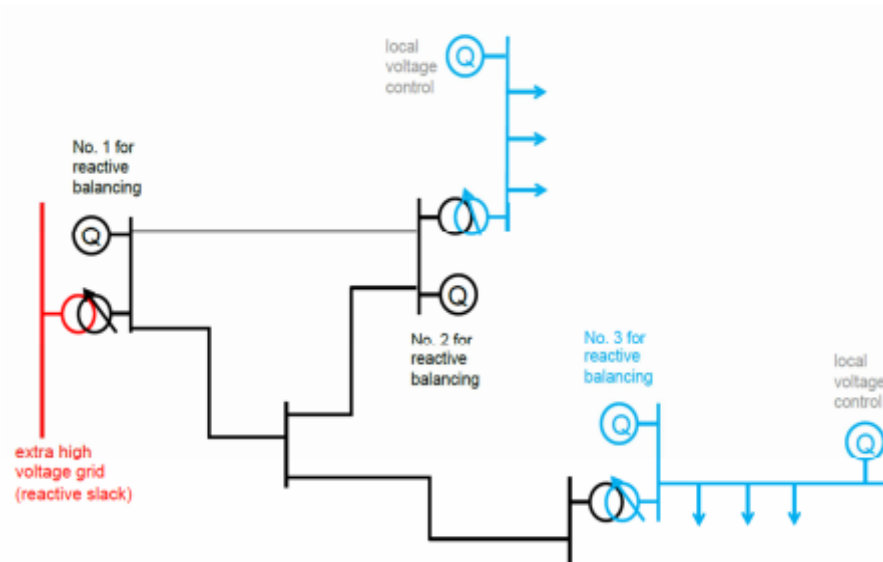 local
voltage
control
Q
No. 1 for
reactive
balancing
Q
Q
No. 2 for
reactive
balancing
No. 3 for
reactive
balancing
local
voltage
control
Q
Q
extra high
voltage grid
(reactive slack)